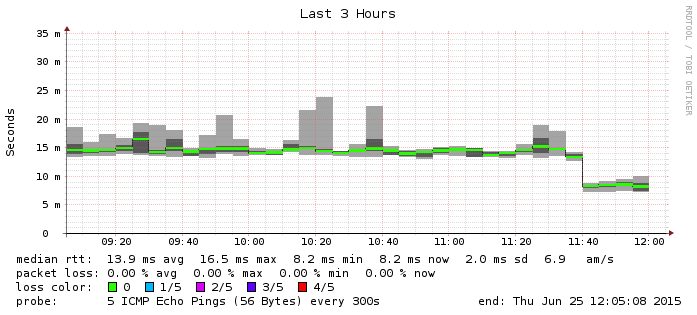 Last 3 Hours
RRDTOOL / TOBI OETIKER
Seconds
35 m
30 m
25 m
20 m
15 m
10 m
5 m
0
09:20 09:40 10:00 10:20 10:40 11:00 11:20 11:40 12:00
median rtt: 13.9 ms avg 16.5 ms max 8.2 ms min 8.2 ms now 2.0 ms sd 6.9 am/s
packet loss: 0.00 % avg 0.00 % max 0.00 % min 0.00 % now
loss color: 0 1/5 2/5 3/5 4/5
probe: 5 ICMP Echo Pings (56 Bytes) every 300s end: Thu Jun 25 12:05:08 2015